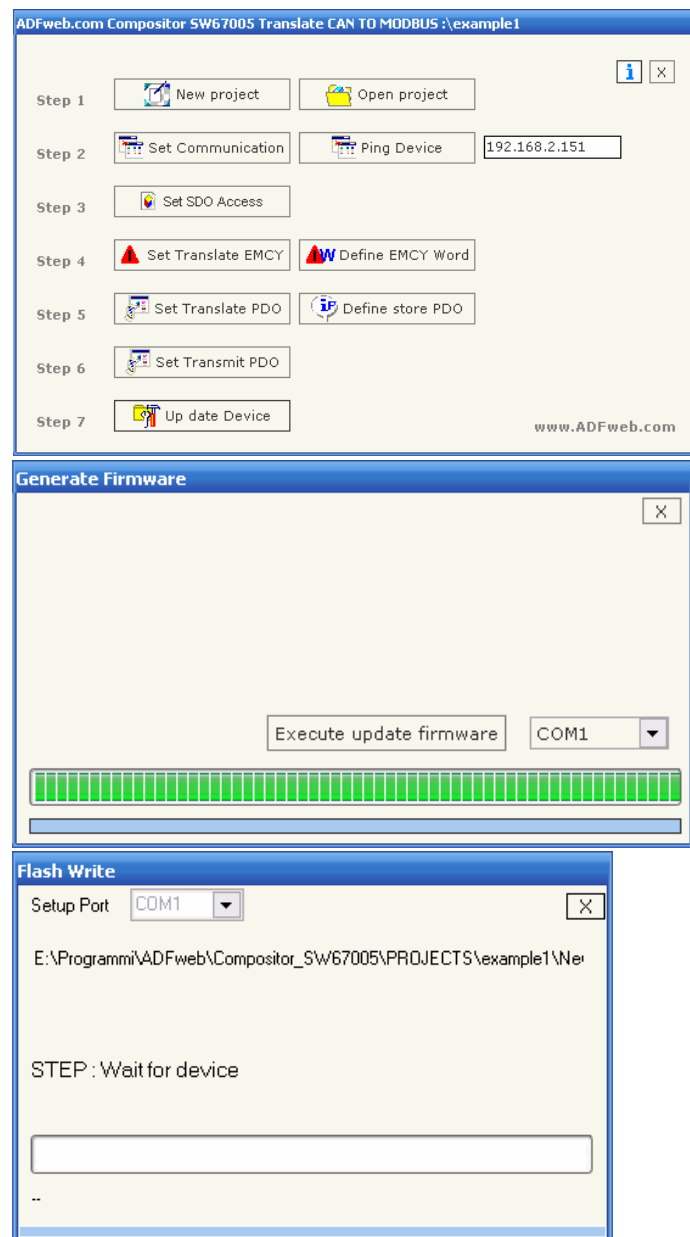 ADFweb.com Compositor SW67005 Translate CAN TO MODBUS :\example1
i X
Step 1 New project Open project
Step 2 Set Communication Ping Device 192.168.2.151
Step 3 Set SDO Access
Step 4 Set Translate EMCY W Define EMCY Word
Step 5 Set Translate PDO Define store PDO
Step 6 Set Transmit PDO
Step 7 Up date Device
www.ADFweb.com
Generate Firmware
X
Execute update firmware COM1
Flash Write
Setup Port COM1 X
E:\Programmi\ADFweb\Compositor_SW67005\PROJECTS\example1\Ne
STEP : Wait for device
--